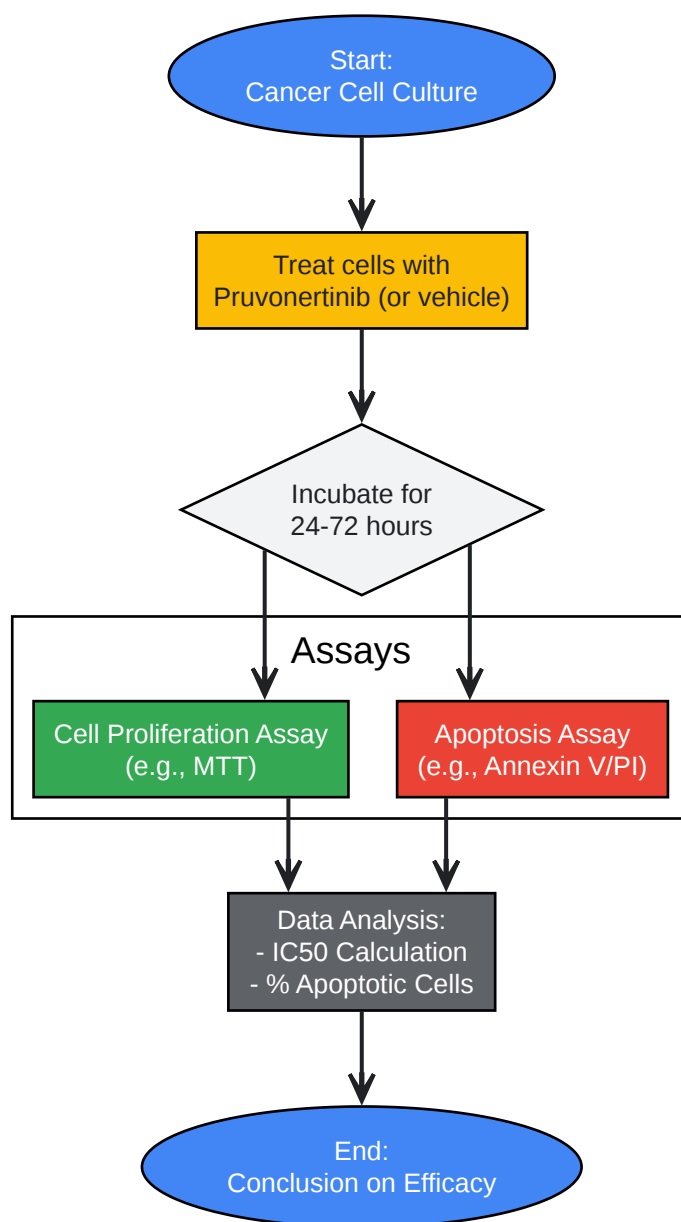 Start:
Cancer Cell Culture
Treat cells with
Pruvonertinib (or vehicle)
Incubate for
24-72 hours
Assays
Cell Proliferation Assay
(e.g., MTT)
Apoptosis Assay
(e.g., Annexin V/PI)
Data Analysis:
- IC50 Calculation
- % Apoptotic Cells
End:
Conclusion on Efficacy